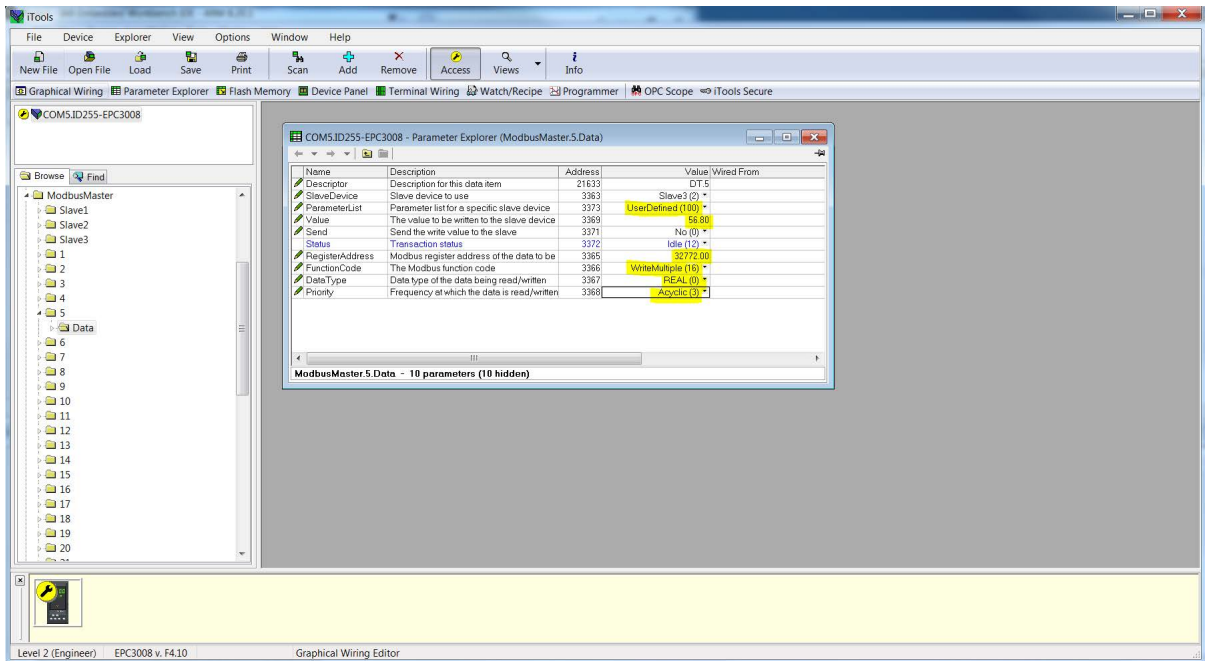 iTools
File Device Explorer View Options Window Help
New File Open File Load Save Print Scan Add Remove Access Views Info
Graphical Wiring Parameter Explorer Flash Memory Device Panel Terminal Wiring Watch/Recipe Programmer OPC Scope iTools Secure
COM5.ID255-EPC3008
Browse Find
ModbusMaster
Slave1
Slave2
Slave3
1
2
3
4
5
Data
6
7
8
9
10
11
12
13
14
15
16
17
18
19
20
COM5.ID255-EPC3008 - Parameter Explorer (ModbusMaster.5.Data)
Name Description Address Value Wired From
Descriptor Description for this data item 21633 DT.5
SlaveDevice Slave device to use 3363 Slave3 (2)
ParameterList Parameter list for a specific slave device 3373 UserDefined (100)
Value The value to be written to the slave device 3369 56.80
Send Send the write value to the slave 3371 No (0)
Status Transaction status 3372 Idle (12)
RegisterAddress Modbus register address of the data to be 3365 32772.00
FunctionCode The Modbus function code 3366 WriteMultiple (16)
DataType Data type of the data being read/written 3367 REAL (0)
Priority Frequency at which the data is read/written 3368 Acyclic (3)
ModbusMaster.5.Data - 10 parameters (10 hidden)
Level 2 (Engineer) EPC3008 v. F4.10 Graphical Wiring Editor